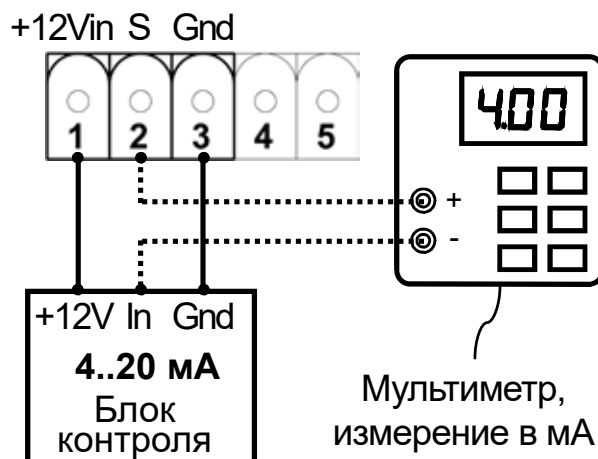 +12Vin S Gnd
1 2 3 4 5
4.00
+
-
+12V In Gnd
4..20 мА
Блок
контроля
Мультиметр,
измерение в мА